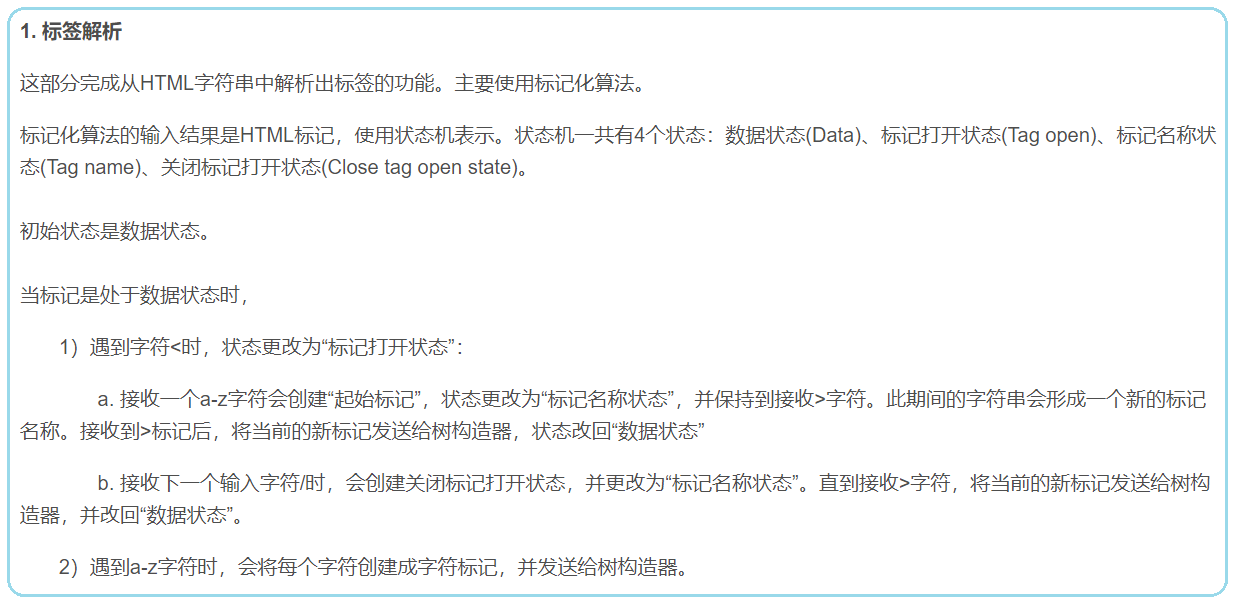 1. 标签解析
这部分完成从HTML字符串中解析出标签的功能。主要使用标记化算法。
标记化算法的输入结果是HTML标记，使用状态机表示。状态机一共有4个状态：数据状态(Data)、标记打开状态(Tag open)、标记名称状
态(Tag name)、关闭标记打开状态(Close tag open state)。
初始状态是数据状态。
当标记是处于数据状态时，
1）遇到字符<时，状态更改为“标记打开状态”：
a. 接收一个a-z字符会创建“起始标记”，状态更改为“标记名称状态”，并保持到接收>字符。此期间的字符串会形成一个新的标记
名称。接收到>标记后，将当前的新标记发送给树构造器，状态改回“数据状态”
b. 接收下一个输入字符/时，会创建关闭标记打开状态，并更改为“标记名称状态”。直到接收>字符，将当前的新标记发送给树构
造器，并改回“数据状态”。
2）遇到a-z字符时，会将每个字符创建成字符标记，并发送给树构造器。